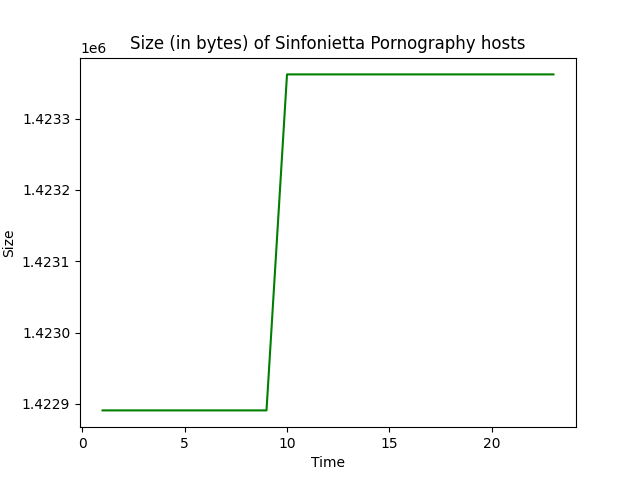 Size (in bytes) of Sinfonietta Pornography hosts
1e6
1.4233
1.4232
1.4231
1.4230
1.4229
Size
0 5 10 15 20
Time